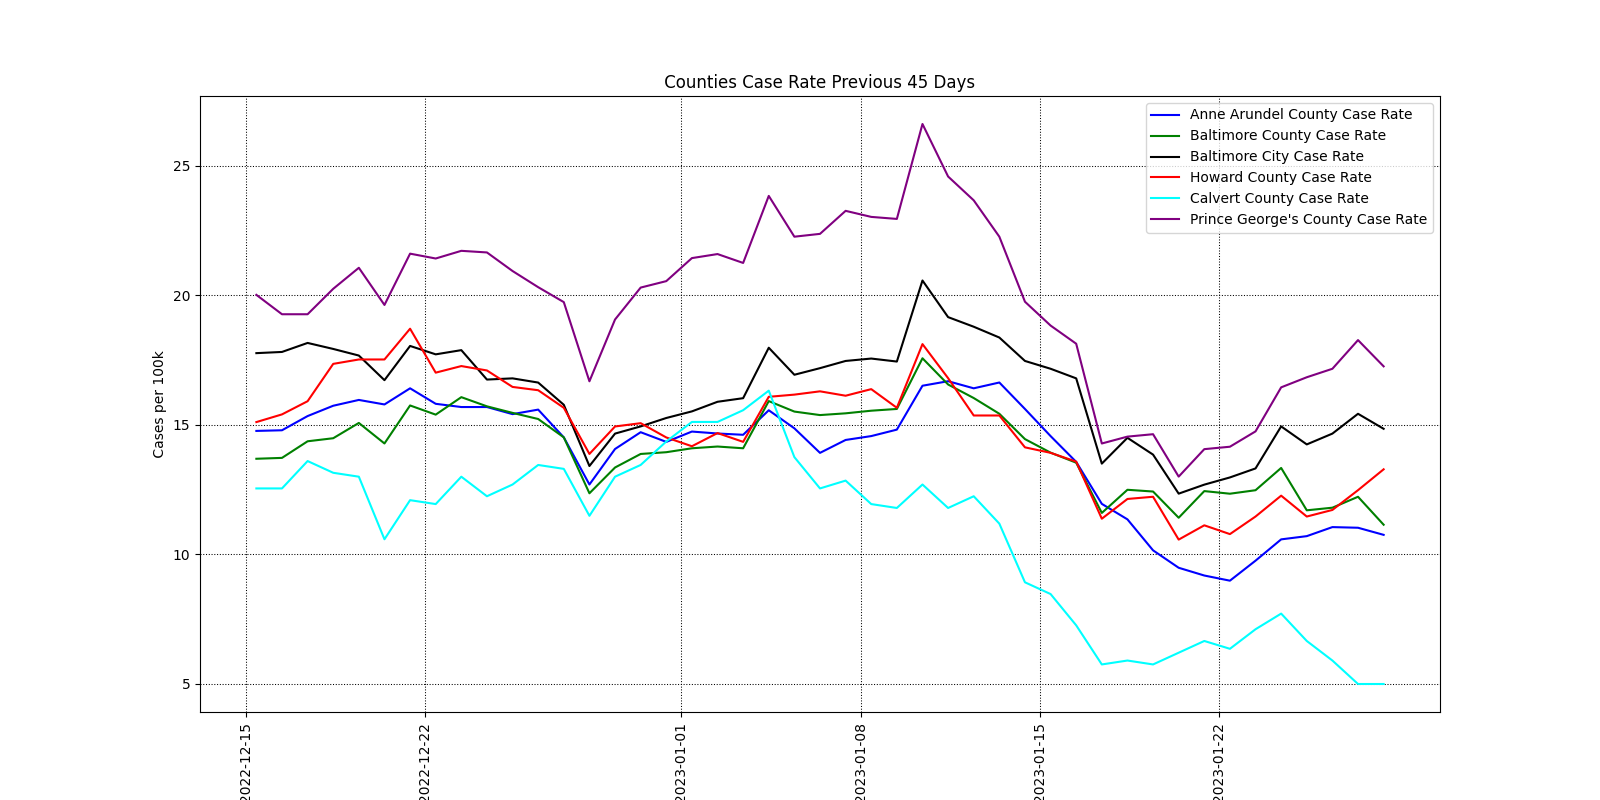 Counties Case Rate Previous 45 Days
Anne Arundel County Case Rate
Baltimore County Case Rate
Baltimore City Case Rate
Howard County Case Rate
Calvert County Case Rate
Prince George's County Case Rate
Cases per 100k
25
20
15
10
5
2022-12-15
2022-12-22
2023-01-01
2023-01-08
2023-01-15
2023-01-22